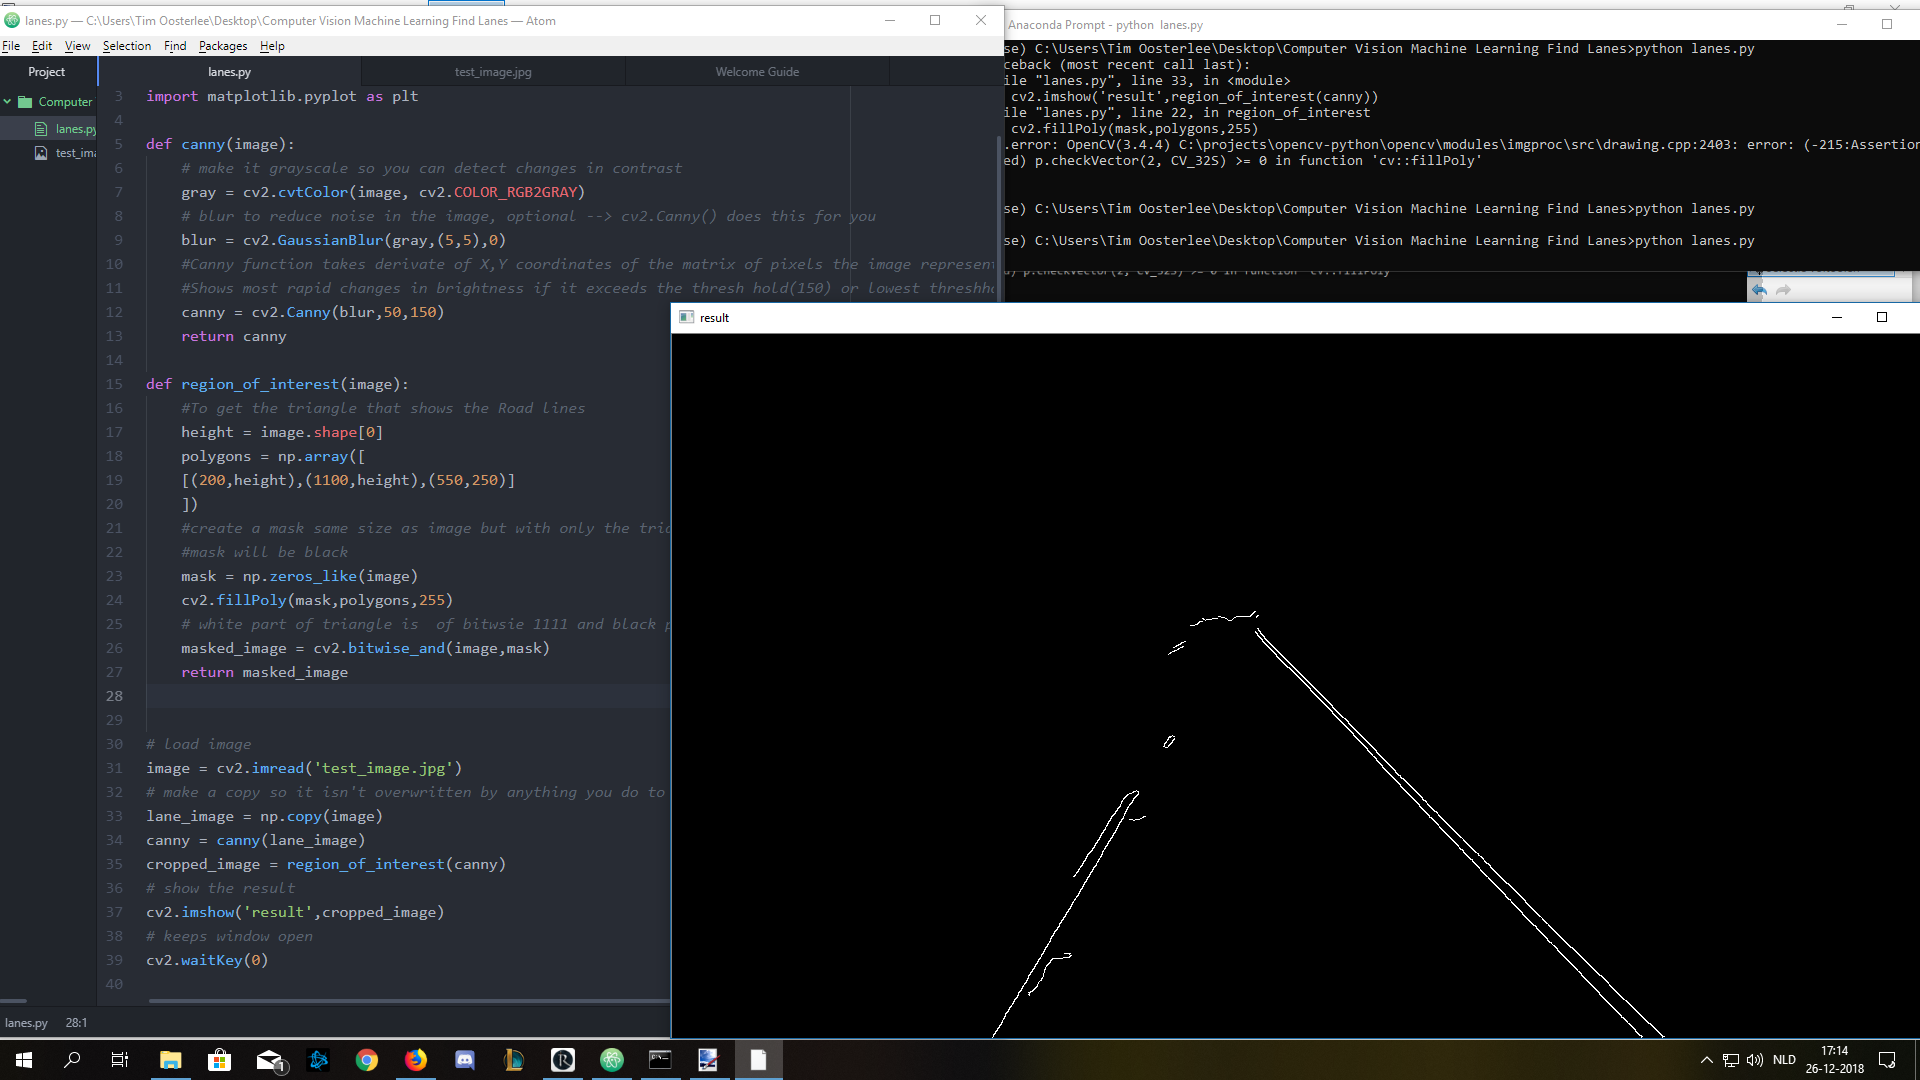 lanes.py — C:\Users\Tim Oosterlee\Desktop\Computer Vision Machine Learning Find Lanes — Atom
File Edit View Selection Find Packages Help
Project
Computer
lanes.py
test_ima
lanes.py test_image.jpg Welcome Guide
3 import matplotlib.pyplot as plt
4
5 def canny(image):
6 # make it grayscale so you can detect changes in contrast
7 gray = cv2.cvtColor(image, cv2.COLOR_RGB2GRAY)
8 # blur to reduce noise in the image, optional --> cv2.Canny() does this for you
9 blur = cv2.GaussianBlur(gray,(5,5),0)
10 #Canny function takes derivate of X,Y coordinates of the matrix of pixels the image represen
11 #Shows most rapid changes in brightness if it exceeds the thresh hold(150) or lowest threshho
12 canny = cv2.Canny(blur,50,150)
13 return canny
14
15 def region_of_interest(image):
16 #To get the triangle that shows the Road lines
17 height = image.shape[0]
18 polygons = np.array([
19 [(200,height),(1100,height),(550,250)]
20 ])
21 #create a mask same size as image but with only the tria
22 #mask will be black
23 mask = np.zeros_like(image)
24 cv2.fillPoly(mask,polygons,255)
25 # white part of triangle is  of bitwsie 1111 and black p
26 masked_image = cv2.bitwise_and(image,mask)
27 return masked_image
28
29
30 # load image
31 image = cv2.imread('test_image.jpg')
32 # make a copy so it isn't overwritten by anything you do to
33 lane_image = np.copy(image)
34 canny = canny(lane_image)
35 cropped_image = region_of_interest(canny)
36 # show the result
37 cv2.imshow('result',cropped_image)
38 # keeps window open
39 cv2.waitKey(0)
40
lanes.py 28:1
Anaconda Prompt - python  lanes.py
se) C:\Users\Tim Oosterlee\Desktop\Computer Vision Machine Learning Find Lanes>python lanes.py
ceback (most recent call last):
ile "lanes.py", line 33, in <module>
cv2.imshow('result',region_of_interest(canny))
ile "lanes.py", line 22, in region_of_interest
cv2.fillPoly(mask,polygons,255)
.error: OpenCV(3.4.4) C:\projects\opencv-python\opencv\modules\imgproc\src\drawing.cpp:2403: error: (-215:Assertion
ed) p.checkVector(2, CV_32S) >= 0 in function 'cv::fillPoly'
se) C:\Users\Tim Oosterlee\Desktop\Computer Vision Machine Learning Find Lanes>python lanes.py
se) C:\Users\Tim Oosterlee\Desktop\Computer Vision Machine Learning Find Lanes>python lanes.py
) p.checkVector(2, CV_32S) >= 0 in function 'cv::fillPoly'
result
1
NLD
17:14
26-12-2018